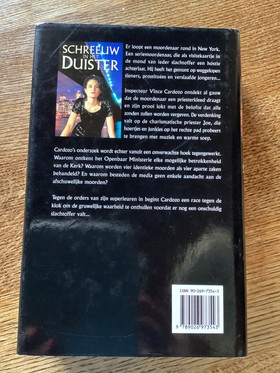 SCHREEUW
DUISTER
Er loopt een moordenaar rond in New York.
Een seriemoordenaar, die als visitekaartje
in de mond van ieder slachtoffer een hostie
achterlaat. Hij heeft het gemunt op weggelopen
tieners, prostituées en verslaafde jongeren...
Inspecteur Vince Cardozo ontdekt al gauw
dat de moordenaar een priesterkleed draagt
en zijn prooi lokt met de belofte dat alle
zonden zullen worden vergeven. De verdenking
valt op de charismatische priester Joe, die
hoertjes en junkies op het rechte pad probeert
te brengen met muziek en warme soep.
Cardozo's onderzoek wordt echter vanuit een onverwachte hoek tegengewerkt.
Waarom ontkent het Openbaar Ministerie elke mogelijke betrokkenheid
van de Kerk? Waarom worden vier identieke moorden als vier aparte zaken
behandeld? En waarom besteden de media geen enkele aandacht aan de
afschuwelijke moorden?
Tegen de orders van zijn superieuren in begint Cardozo een race tegen de
klok om de gruwelijke waarheid te onthullen voordat er nog een onschuldig
slachtoffer valt...
ISBN 90-269-7354-3
9 789026 973543